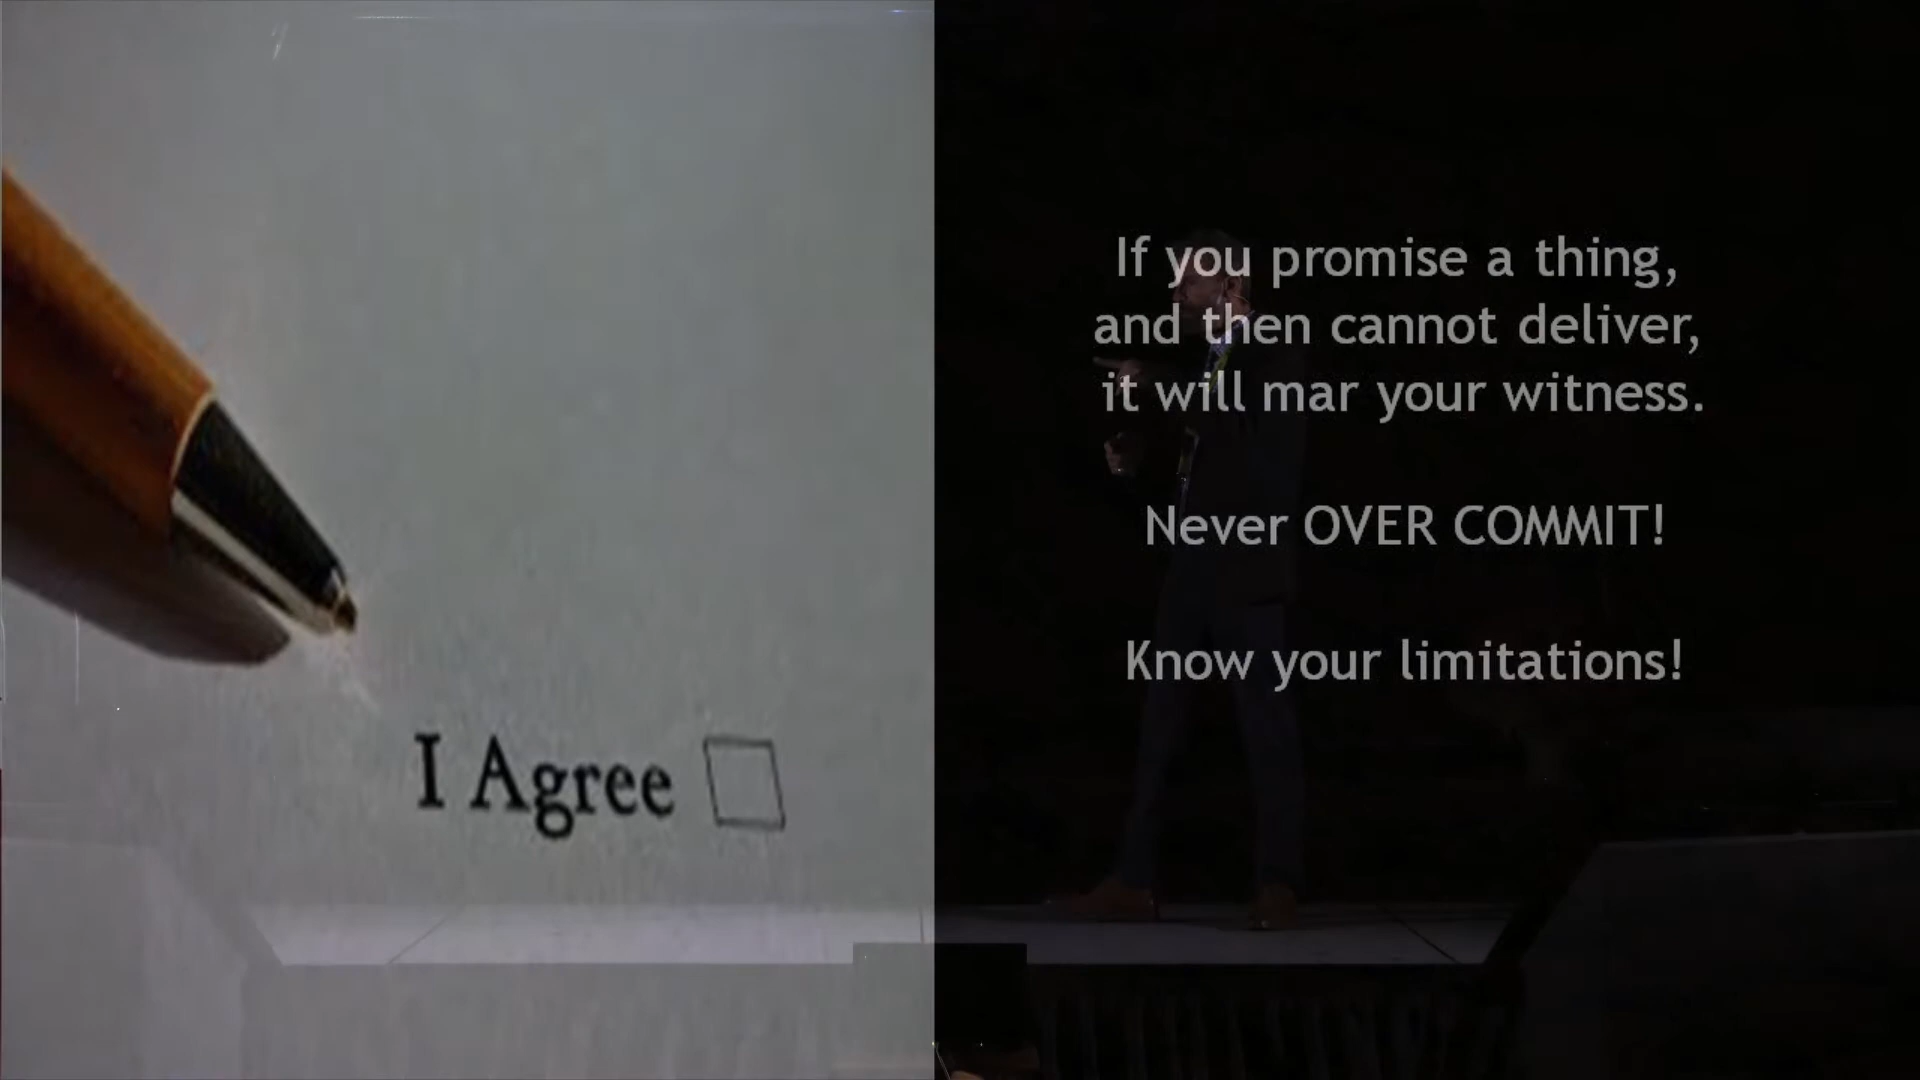 If you promise a thing,
and then cannot deliver,
it will mar your witness.
Never OVER COMMIT!
Know your limitations!
I Agree